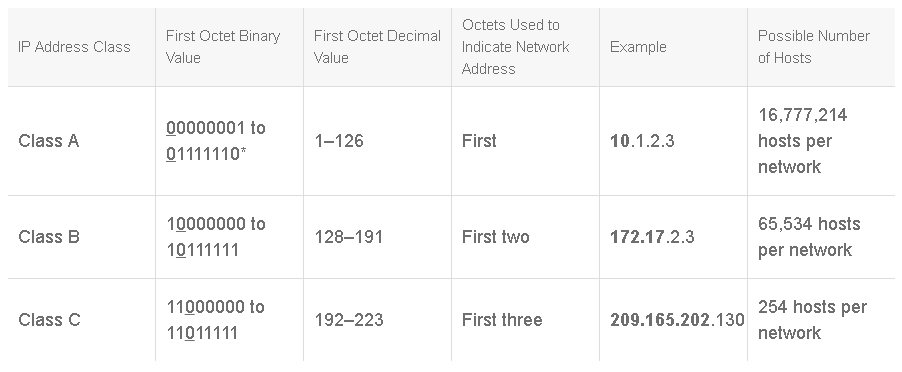 IP Address Class
First Octet Binary
Value
First Octet Decimal
Value
Octets Used to
Indicate Network
Address
Example
Possible Number
of Hosts
Class A
00000001 to
01111110*
1–126
First
10.1.2.3
16,777,214
hosts per
network
Class B
10000000 to
10111111
128–191
First two
172.17.2.3
65,534 hosts
per network
Class C
11000000 to
11011111
192–223
First three
209.165.202.130
254 hosts per
network